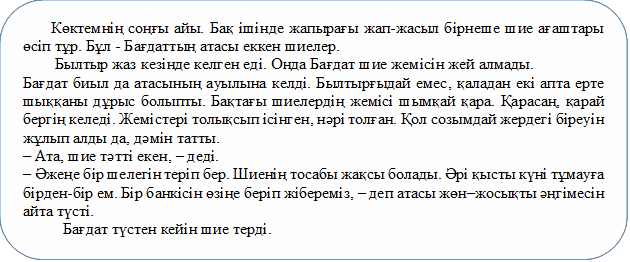 Көктемнің соңғы айы. Бақ ішінде жапырағы жап-жасыл бірнеше шие ағаштары
өсіп тұр. Бұл - Бағдаттың атасы еккен шиелер.
Былтыр жаз кезінде келген еді. Онда Бағдат шие жемісін жей алмады.
Бағдат биыл да атасының ауылына келді. Былтырғыдай емес, қаладан екі апта ерте
шыққаны дұрыс болыпты. Бақтағы шиелердің жемісі шымқай қара. Қарасаң, қарай
бергің келеді. Жемістері толықсып ісінген, нәрі толған. Қол созымдай жердегі біреуін
жұлып алды да, дәмін татты.
– Ата, шие тәтті екен, – деді.
– Әжеңе бір шелегін теріп бер. Шиенің тосабы жақсы болады. Әрі қысты күні тұмауға
бірден-бір ем. Бір банкісін өзіңе беріп жібереміз, – деп атасы жөн–жосықты әңгімесін
айта түсті.
Бағдат түстен кейін шие терді.